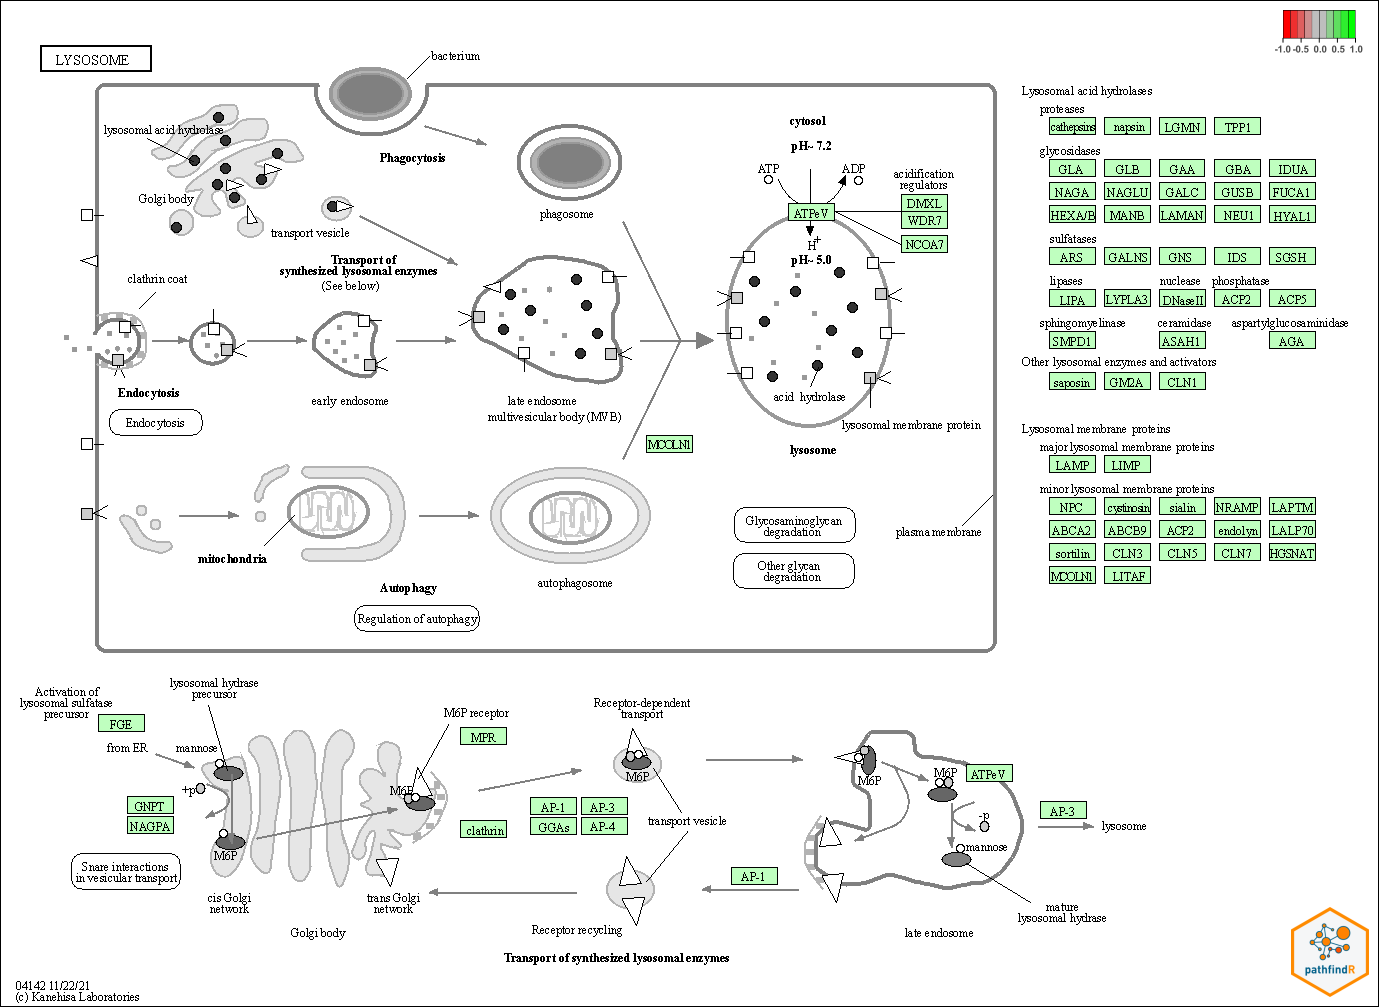 LYSOSOME
-1.0 -0.5 0.0 0.5 1.0
bacterium
lysosomal acid hydrolase
Phagocytosis
Golgi body
transport vesicle
phagosome
Transport of
synthesized lysosomal enzymes
(See below)
clathrin coat
cytosol
pH~ 7.2
ATP
ADP
ATPeV
H+
pH~ 5.0
acidification
regulators
DMXL
WDR7
NCOA7
Endocytosis
Endocytosis
early endosome
late endosome
multivesicular body (MVB)
acid hydrolase
lysosomal membrane protein
lysosome
MCOLN1
mitochondria
Autophagy
Regulation of autophagy
autophagosome
Glycosaminoglycan
degradation
Other glycan
degradation
plasma membrane
Lysosomal acid hydrolases
proteases
cathepsins napsin LGMN TPP1
glycosidases
GLA GLB GAA GBA IDUA
NAGA NAGLU GALC GUSB FUCA1
HEXA/B MANB LAMAN NEU1 HYAL1
sulfatases
ARS GALNS GNS IDS SGSH
lipases nuclease phosphatase
LIPA LYPLA3 DNaseII ACP2 ACP5
sphingomyelinase ceramidase aspartylglucosaminidase
SMPD1 ASAH1 AGA
Other lysosomal enzymes and activators
saposin GM2A CLN1
Lysosomal membrane proteins
major lysosomal membrane proteins
LAMP LIMP
minor lysosomal membrane proteins
NPC cystinosin sialin NRAMP LAPTM
ABCA2 ABCB9 ACP2 endolyn LALP70
sortilin CLN3 CLN5 CLN7 HGSNAT
MCOLN1 LITAF
Activation of
lysosomal sulfatase
precursor
FGE
lysosomal hydrase
precursor
from ER
mannose
+p
GNPT
NAGPA
M6P
Snare interactions
in vesicular transport
cis Golgi
network
Golgi body
trans Golgi
network
M6P
M6P receptor
MPR
clathrin
Receptor-dependent
transport
M6P
AP-1 AP-3
GGAs AP-4
transport vesicle
Receptor recycling
AP-1
M6P
M6P
ATPeV
-p
mannose
mature
lysosomal hydrase
late endosome
AP-3
lysosome
Transport of synthesized lysosomal enzymes
04142 11/22/21
(c) Kanehisa Laboratories
pathfindR